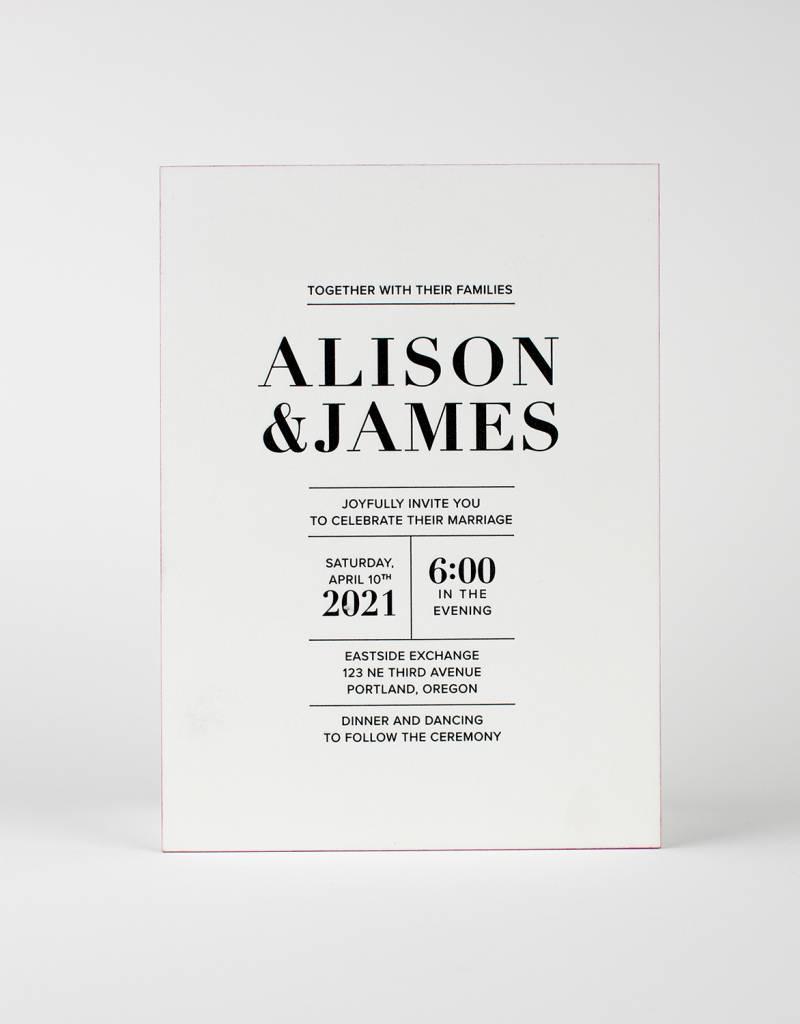 TOGETHER WITH THEIR FAMILIES
ALISON
&JAMES
JOYFULLY INVITE YOU
TO CELEBRATE THEIR MARRIAGE
SATURDAY,
APRIL 10TH
2021
6:00
IN THE
EVENING
EASTSIDE EXCHANGE
123 NE THIRD AVENUE
PORTLAND, OREGON
DINNER AND DANCING
TO FOLLOW THE CEREMONY